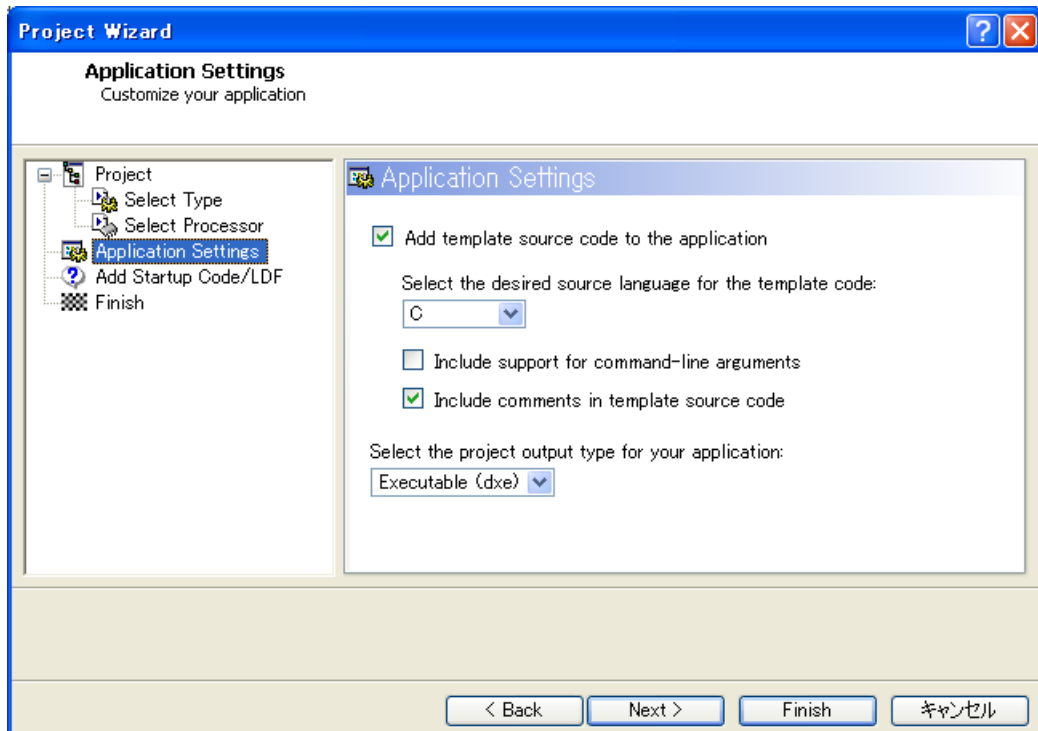 Project Wizard
Application Settings
Customize your application
Project
Select Type
Select Processor
Application Settings
Add Startup Code/LDF
Finish
Application Settings
Add template source code to the application
Select the desired source language for the template code:
C
Include support for command-line arguments
Include comments in template source code
Select the project output type for your application:
Executable (dxe)
< Back
Next >
Finish
キャンセル